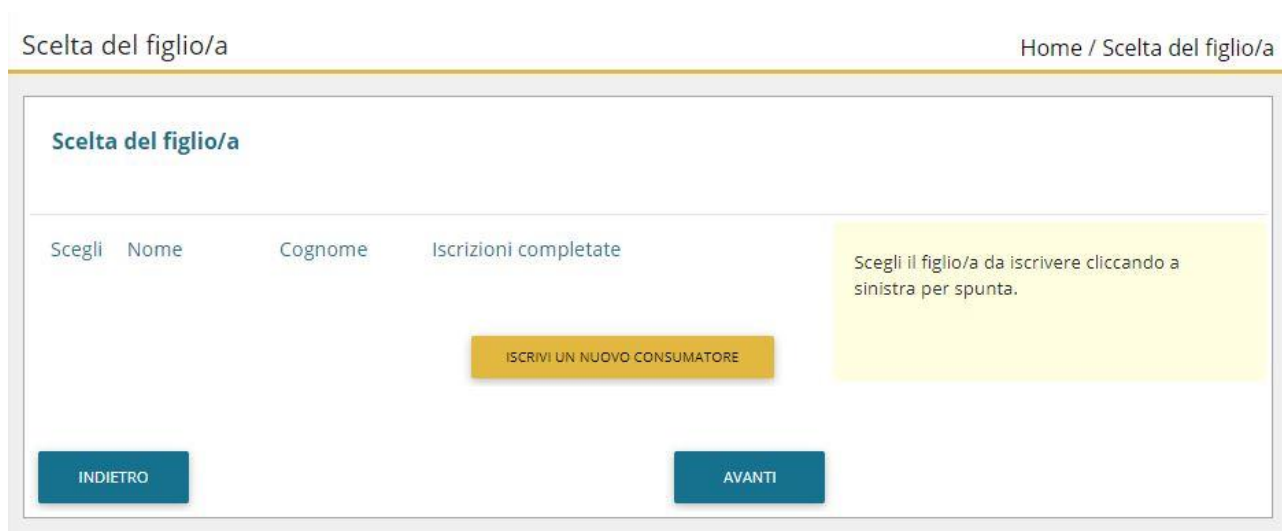 Scelta del figlio/a
Home / Scelta del figlio/a
Scelta del figlio/a
Scegli Nome Cognome Iscrizioni completate
Scegli il figlio/a da iscrivere cliccando a
sinistra per spunta.
ISCRIVI UN NUOVO CONSUMATORE
INDIETRO
AVANTI